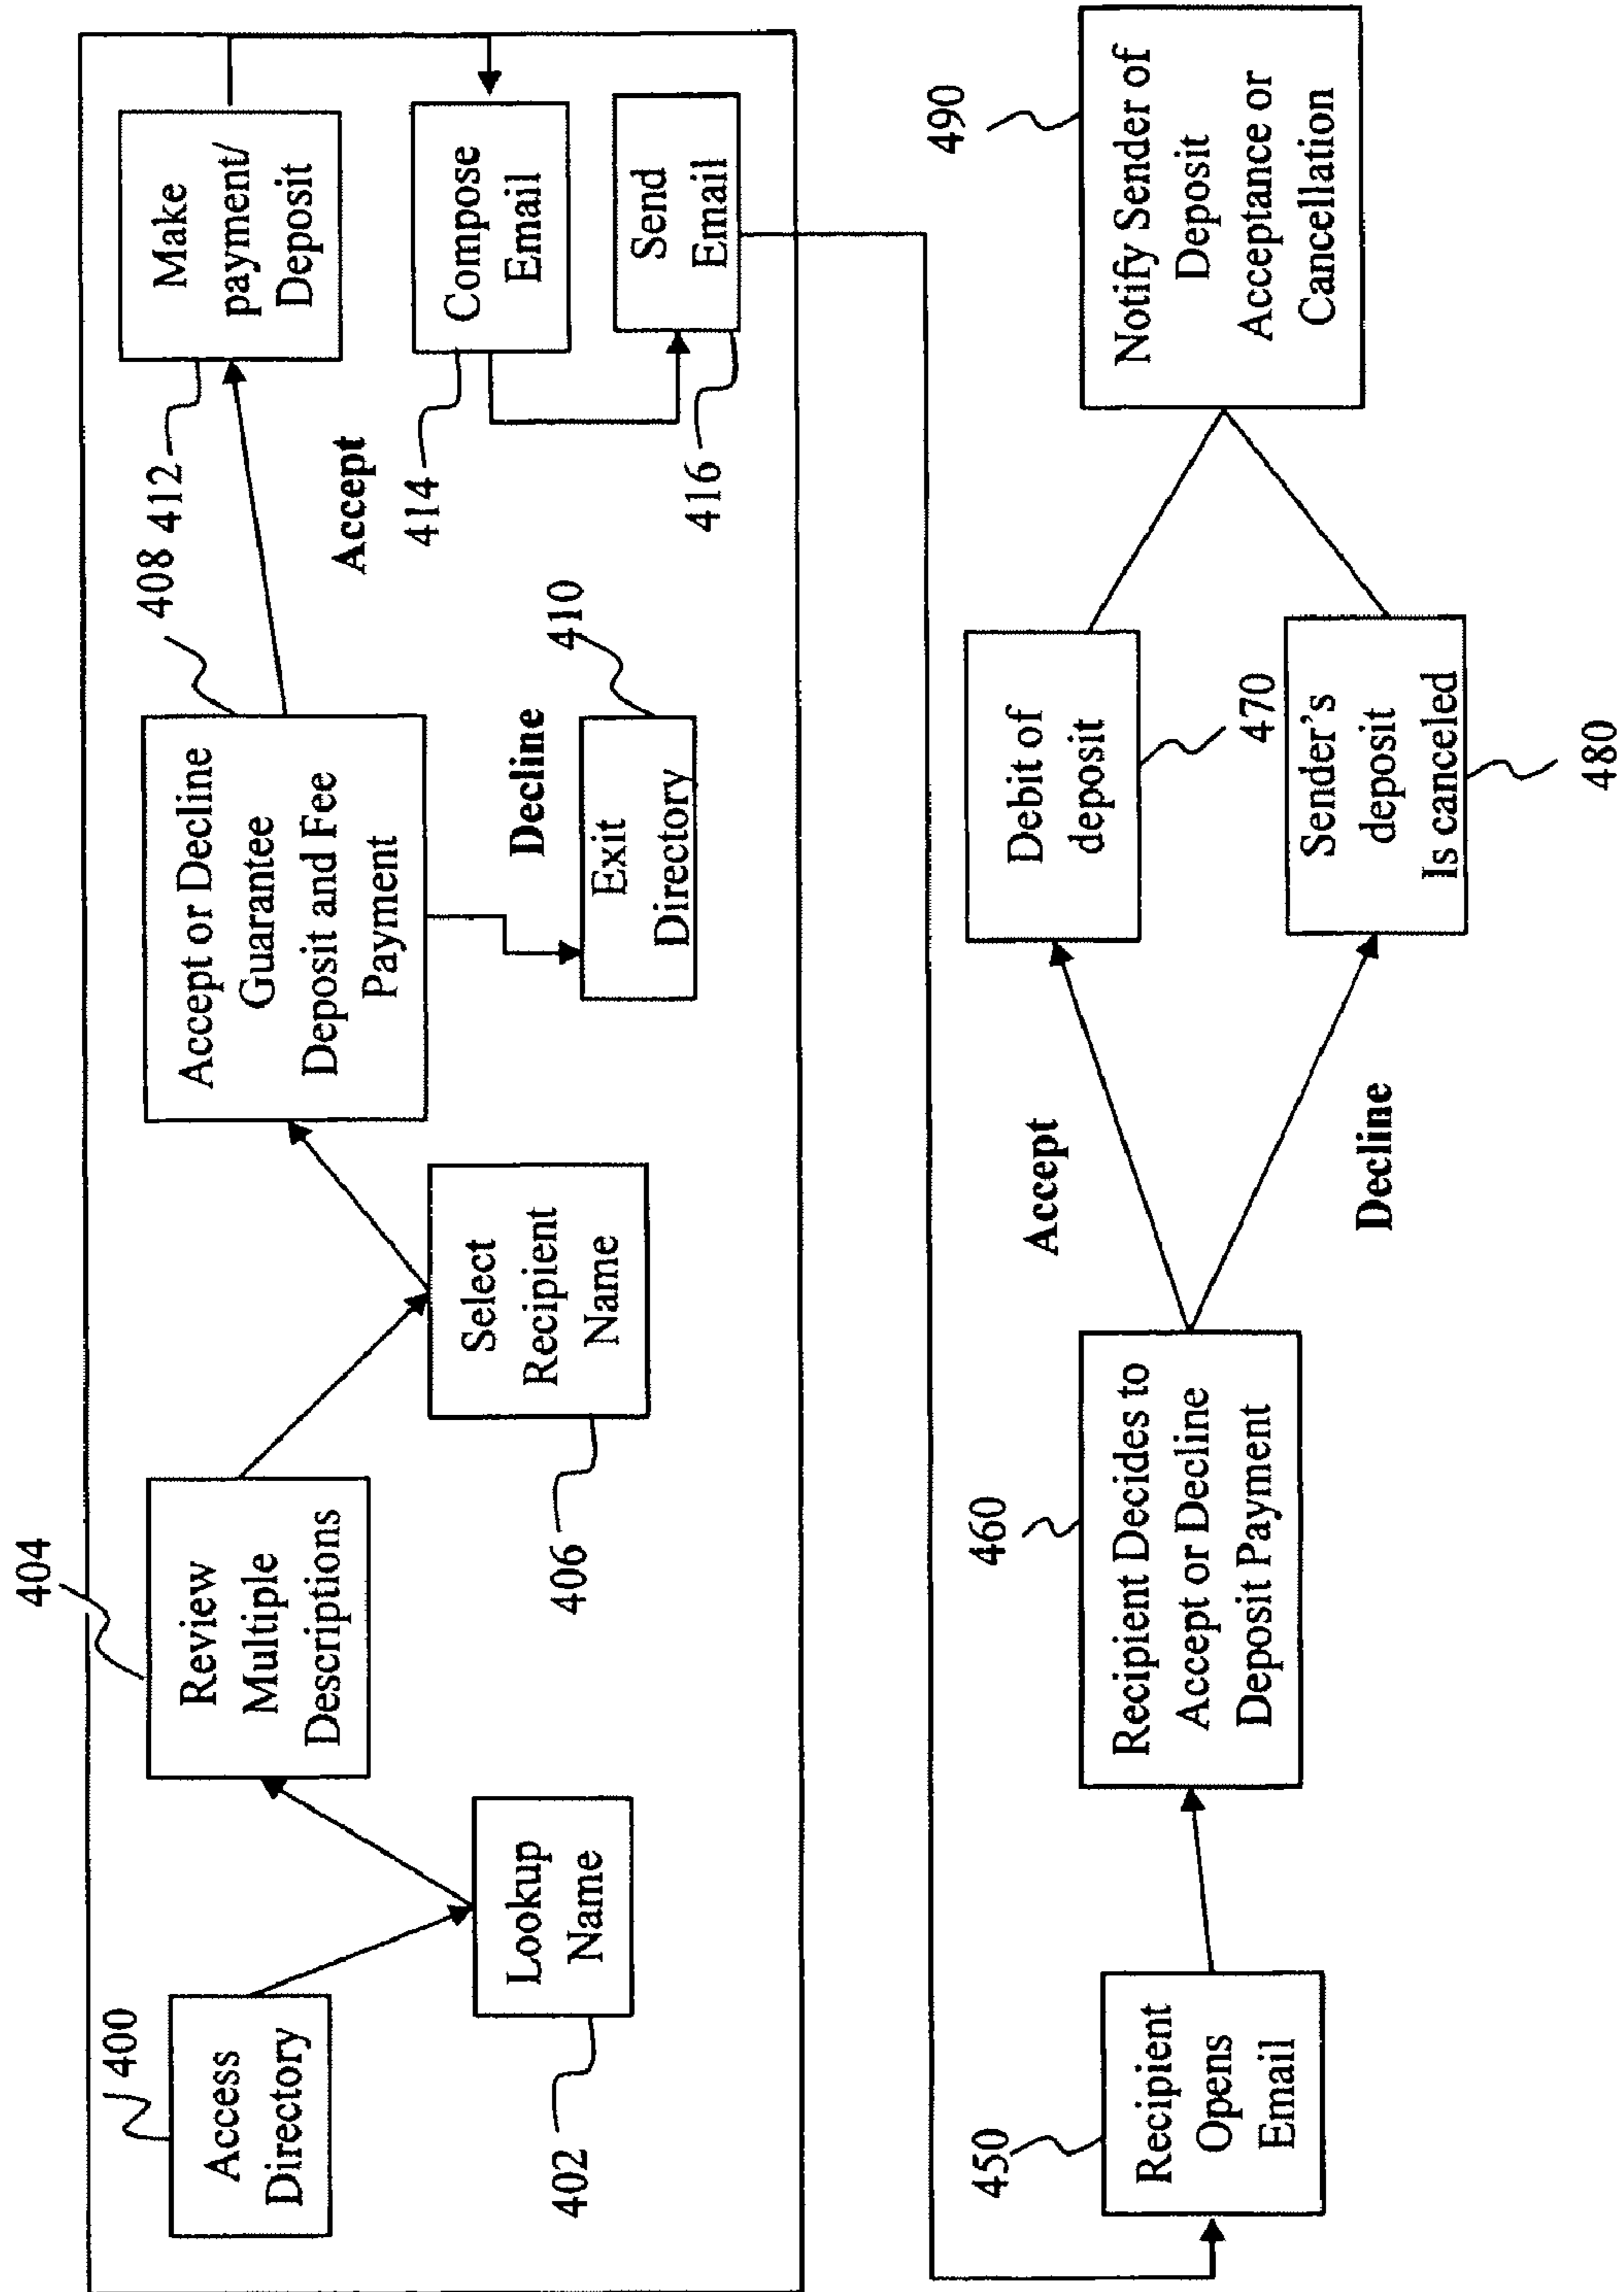 400
Access
Directory
402
Lookup
Name
404
Review
Multiple
Descriptions
406
Select
Recipient
Name
408
Accept or Decline
Guarantee
Deposit and Fee
Payment
Decline
410
Exit
Directory
412
Make
payment/
Deposit
Accept
414
Compose
Email
416
Send
Email
450
Recipient
Opens
Email
460
Recipient Decides to
Accept or Decline
Deposit Payment
Accept
Decline
Debit of
deposit
470
Sender's
deposit
Is canceled
480
490
Notify Sender of
Deposit
Acceptance or
Cancellation